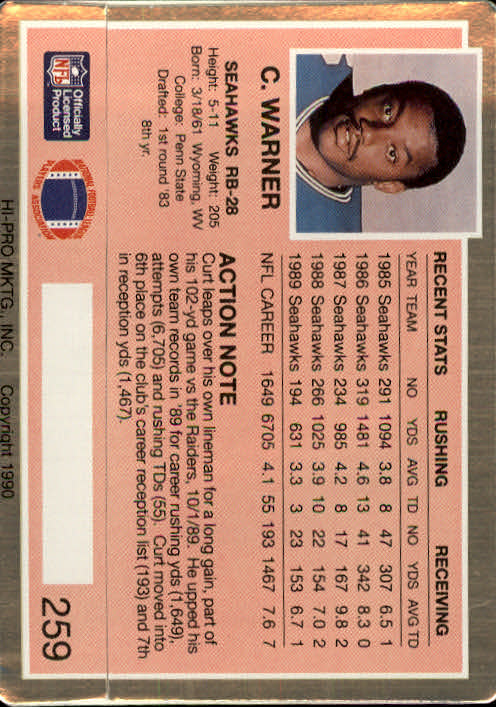 C. WARNER
SEAHAWKS RB-28
Height: 5-11 Weight: 205
Born: 3/18/61 Wyoming, WV
College: Penn State
Drafted: 1st round '83
8th yr.
NFL
Officially
Licensed
Product
NATIONAL FOOTBALL LEAGUE
PLAYERS ASSOCIATION
RECENT STATS RUSHING RECEIVING
YEAR TEAM NO YDS AVG TD NO YDS AVG TD
1985 Seahawks 291 1094 3.8 8 47 307 6.5 1
1986 Seahawks 319 1481 4.6 13 41 342 8.3 0
1987 Seahawks 234 985 4.2 8 17 167 9.8 2
1988 Seahawks 266 1025 3.9 10 22 154 7.0 2
1989 Seahawks 194 631 3.3 3 23 153 6.7 1
NFL CAREER 1649 6705 4.1 55 193 1467 7.6 7
ACTION NOTE
Curt leaps over his own lineman for a long gain, part of
his 102-yd game vs the Raiders, 10/1/89. He upped his
own team records in '89 for career rushing yds (1,649),
attempts (6,705) and rushing TDs (55). Curt moved into
6th place on the club's career reception list (193) and 7th
in reception yds (1,467).
259
HI-PRO MKTG., INC. Copyright 1990